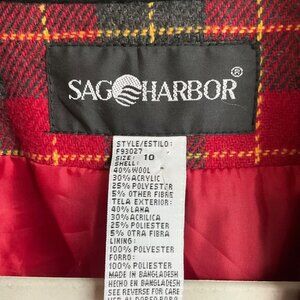 SAG HARBOR®
STYLE/ESTILO:
F93027
SIZE: 10
SHELL:
40% WOOL
30% ACRYLIC
25% POLYESTER
5% OTHER FIBRE
TELA EXTERIOR:
40% LANA
30% ACRILICA
25% POLIESTER
5% OTRA FIBRA
LINING:
100% POLYESTER
FORRO:
100% POLIESTER
MADE IN BANGLADESH
HECHO EN BANGLADESH
SEE REVERSE FOR CARE